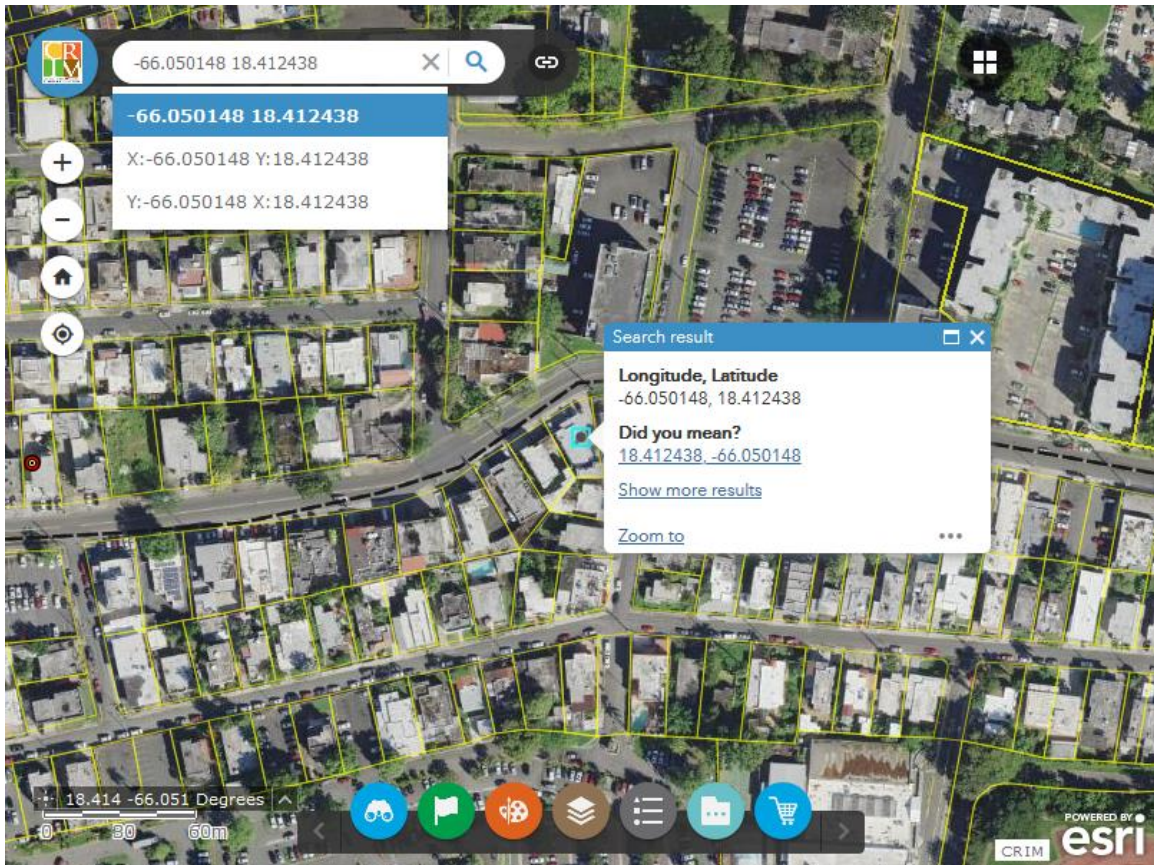 CRIM
-66.050148 18.412438
-66.050148 18.412438
X:-66.050148 Y:18.412438
Y:-66.050148 X:18.412438
Search result
Longitude, Latitude
-66.050148, 18.412438
Did you mean?
18.412438, -66.050148
Show more results
Zoom to
18.414 -66.051 Degrees
0 30 60m
CRIM
POWERED BY
esri